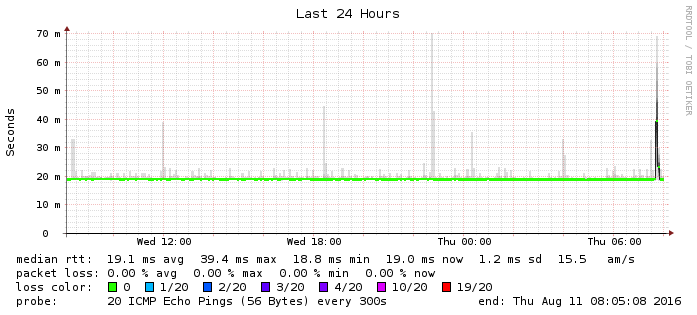 Last 24 Hours
RRDTOOL / TOBI OETIKER
Seconds
70 m
60 m
50 m
40 m
30 m
20 m
10 m
0
Wed 12:00 Wed 18:00 Thu 00:00 Thu 06:00
median rtt: 19.1 ms avg 39.4 ms max 18.8 ms min 19.0 ms now 1.2 ms sd 15.5 am/s
packet loss: 0.00 % avg 0.00 % max 0.00 % min 0.00 % now
loss color: 0 1/20 2/20 3/20 4/20 10/20 19/20
probe: 20 ICMP Echo Pings (56 Bytes) every 300s end: Thu Aug 11 08:05:08 2016